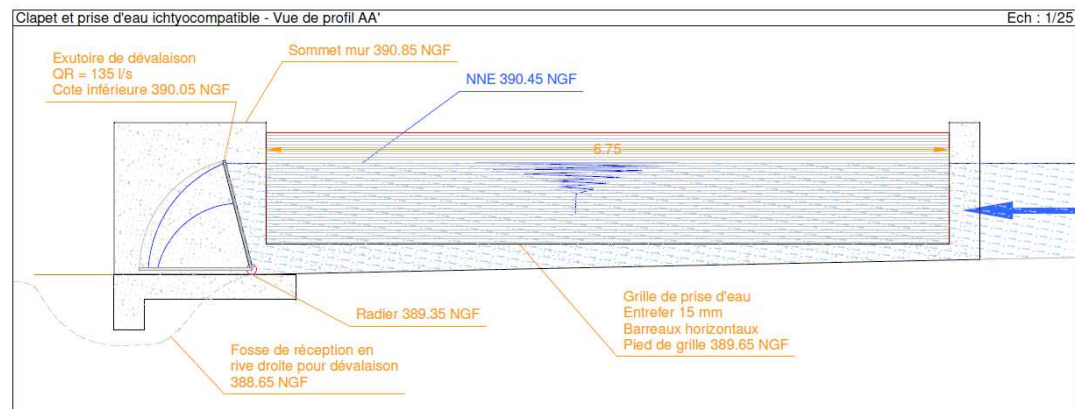 Clapet et prise d'eau ichtyocompatible - Vue de profil AA'
Ech : 1/25
Exutoire de dévalaison
QR = 135 l/s
Cote inférieure 390.05 NGF
Sommet mur 390.85 NGF
NNE 390.45 NGF
6.75
Radier 389.35 NGF
Grille de prise d'eau
Entrefer 15 mm
Barreaux horizontaux
Pied de grille 389.65 NGF
Fosse de réception en
rive droite pour dévalaison
388.65 NGF